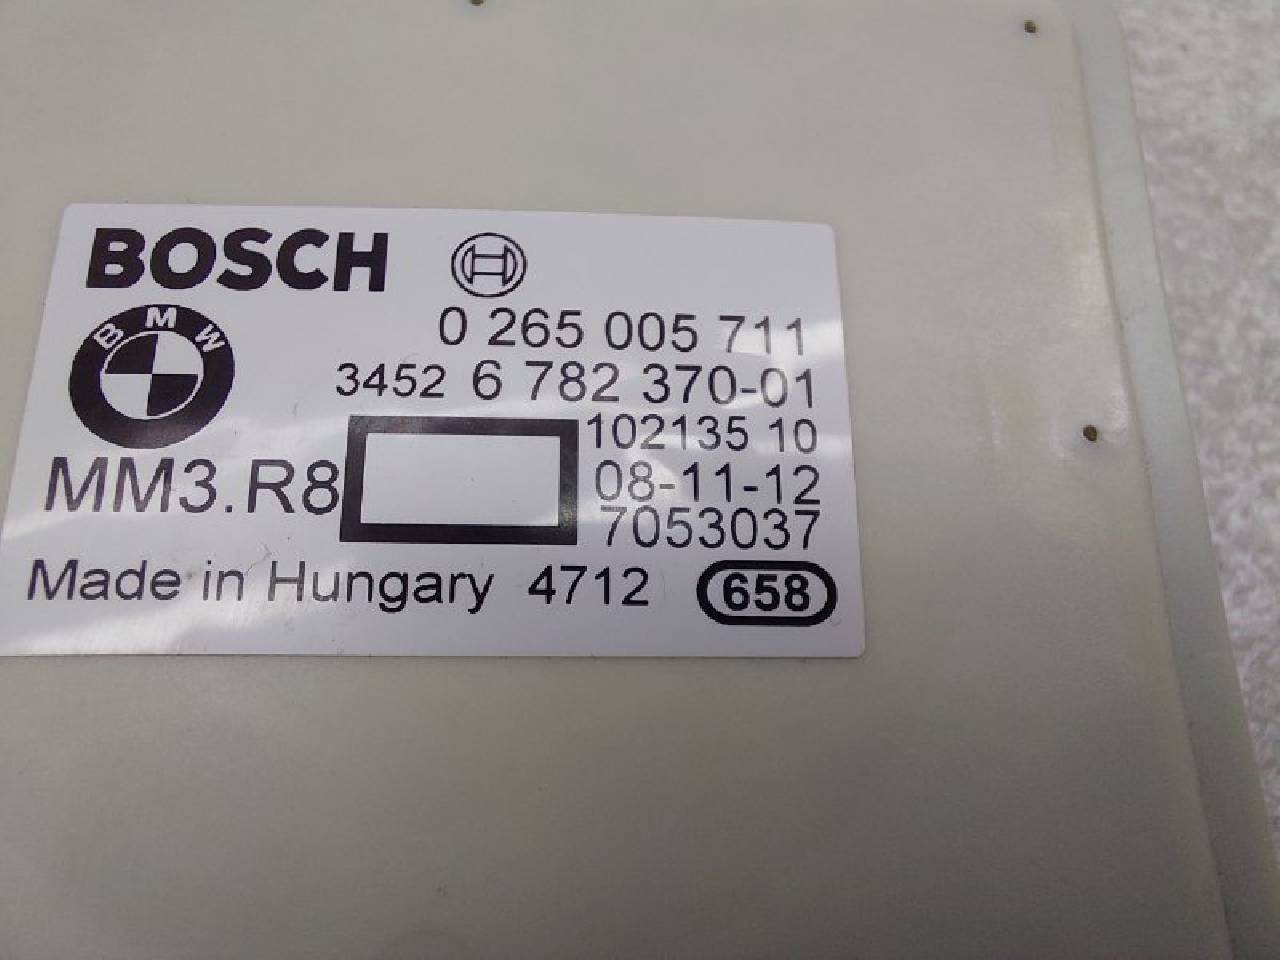 BOSCH
BMW
0 265 005 711
3452 6 782 370-01
102135 10
MM3.R8
08-11-12
7053037
Made in Hungary 4712 658